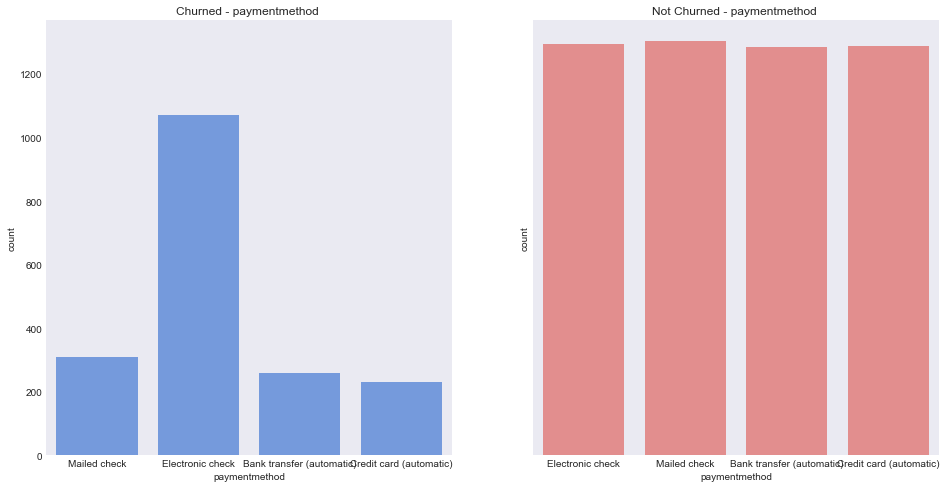 Churned - paymentmethod
count
1200
1000
800
600
400
200
0
Mailed check
Electronic check
Bank transfer (automatic)
Credit card (automatic)
paymentmethod
Not Churned - paymentmethod
count
Electronic check
Mailed check
Bank transfer (automatic)
Credit card (automatic)
paymentmethod